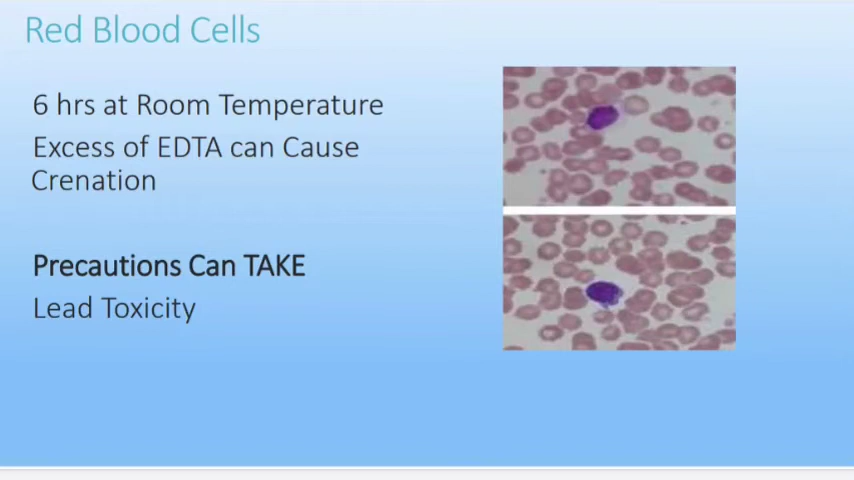 Red Blood Cells
6 hrs at Room Temperature
Excess of EDTA can Cause
Crenation
Precautions Can TAKE
Lead Toxicity